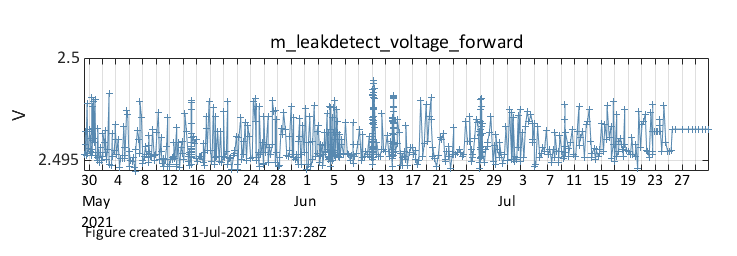 m_leakdetect_voltage_forward
2.5
V
2.495
30 4 8 12 16 20 24 28 1 5 9 13 17 21 25 29 3 7 11 15 19 23 27
May Jun Jul
2021
Figure created 31-Jul-2021 11:37:28Z